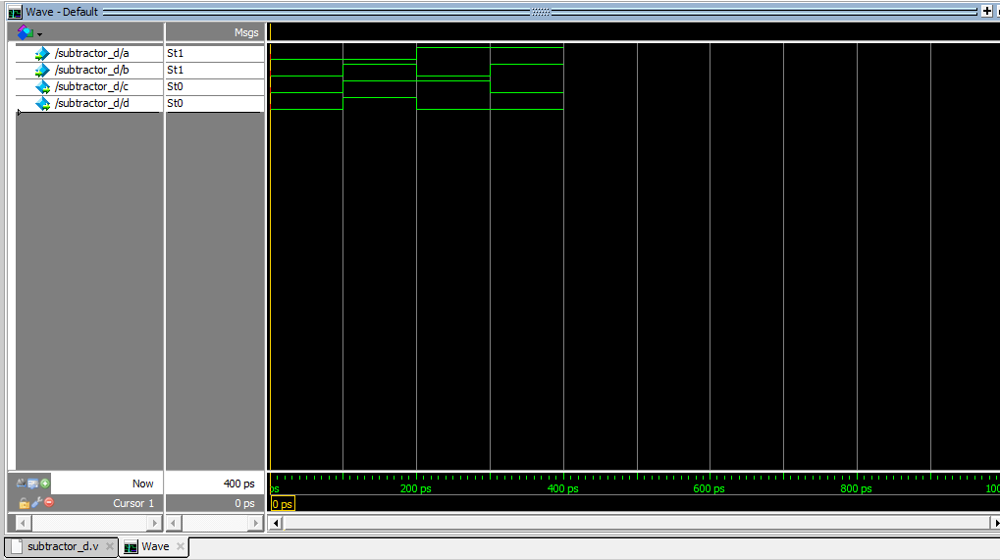 Wave - Default
Msgs
/subtractor_d/a St1
/subtractor_d/b St1
/subtractor_d/c St0
/subtractor_d/d St0
Now 400 ps ps 200 ps 400 ps 600 ps 800 ps 100
Cursor 1 0 ps 0 ps
subtractor_d.v Wave